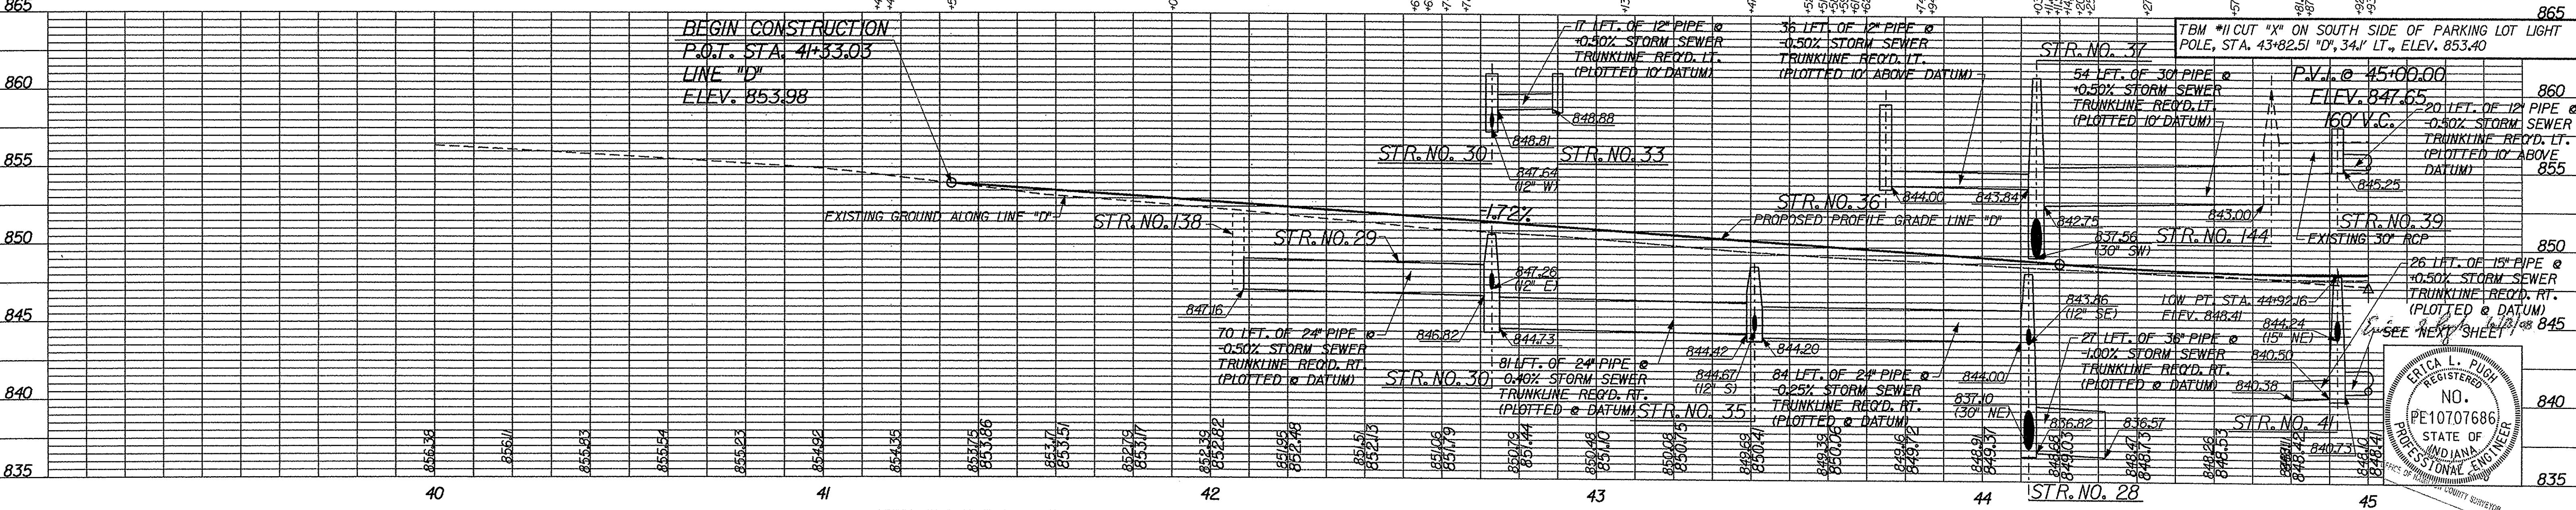 865
860
855
850
845
840
835
BEGIN CONSTRUCTION
P.O.T. STA. 41+33.03
LINE "D"
ELEV. 853.98
EXISTING GROUND ALONG LINE "D"
STR. NO. 138
847.16
STR. NO. 29
70 LFT. OF 24" PIPE @
-0.50% STORM SEWER
TRUNKLINE REQ'D. RT.
(PLOTTED @ DATUM)
STR. NO. 30
846.82
847.26
(12" E)
844.73
-1.72%
17 LFT. OF 12" PIPE @
+0.50% STORM SEWER
TRUNKLINE REQ'D. LT.
(PLOTTED 10' DATUM)
848.88
848.81
STR. NO. 30
STR. NO. 33
847.64
(12" W)
81 LFT. OF 24" PIPE @
-0.40% STORM SEWER
TRUNKLINE REQ'D. RT.
(PLOTTED @ DATUM)
STR. NO. 35
844.42
844.67
(12" S)
844.20
36 LFT. OF 12" PIPE @
-0.50% STORM SEWER
TRUNKLINE REQ'D. LT.
(PLOTTED 10' ABOVE DATUM)
STR. NO. 36
844.00
843.84
PROPOSED PROFILE GRADE LINE "D"
84 LFT. OF 24" PIPE @
-0.25% STORM SEWER
TRUNKLINE REQ'D. RT.
(PLOTTED @ DATUM)
844.00
837.10
(30" NE)
STR. NO. 37
54 LFT. OF 30" PIPE @
+0.50% STORM SEWER
TRUNKLINE REQ'D. LT.
(PLOTTED 10' DATUM)
842.75
837.56
(30" SW)
STR. NO. 144
843.00
EXISTING 30" RCP
843.86
(12" SE)
LOW PT. STA. 44+92.16
ELEV. 848.41
27 LFT. OF 36" PIPE @
-1.00% STORM SEWER
TRUNKLINE REQ'D. RT.
(PLOTTED @ DATUM)
836.82
836.57
STR. NO. 28
TBM #11 CUT "X" ON SOUTH SIDE OF PARKING LOT LIGHT
POLE, STA. 43+82.51 "D", 34.1' LT., ELEV. 853.40
P.V.I. @ 45+00.00
ELEV. 847.65
160' V.C.
20 LFT. OF 12" PIPE @
-0.50% STORM SEWER
TRUNKLINE REQ'D. LT.
(PLOTTED 10' ABOVE
DATUM)
845.25
STR. NO. 39
26 LFT. OF 15" PIPE @
+0.50% STORM SEWER
TRUNKLINE REQ'D. RT.
(PLOTTED @ DATUM)
SEE NEXT SHEET
844.24
(15" NE)
840.50
840.38
STR. NO. 41
840.73
ERICA L. PUGH
REGISTERED
NO.
PE10707686
STATE OF
INDIANA
PROFESSIONAL ENGINEER
865
860
855
850
845
840
835
856.38
856.11
855.83
855.54
855.23
854.92
854.35
853.75
853.86
853.17
853.51
852.79
853.17
852.39
852.82
851.95
852.48
851.51
852.13
851.06
851.79
850.79
851.44
850.48
851.10
850.08
850.75
849.69
850.41
849.39
850.06
849.16
849.72
848.91
849.37
848.68
849.03
848.47
848.73
848.26
848.53
848.42
848.10
848.41
40
41
42
43
44
45